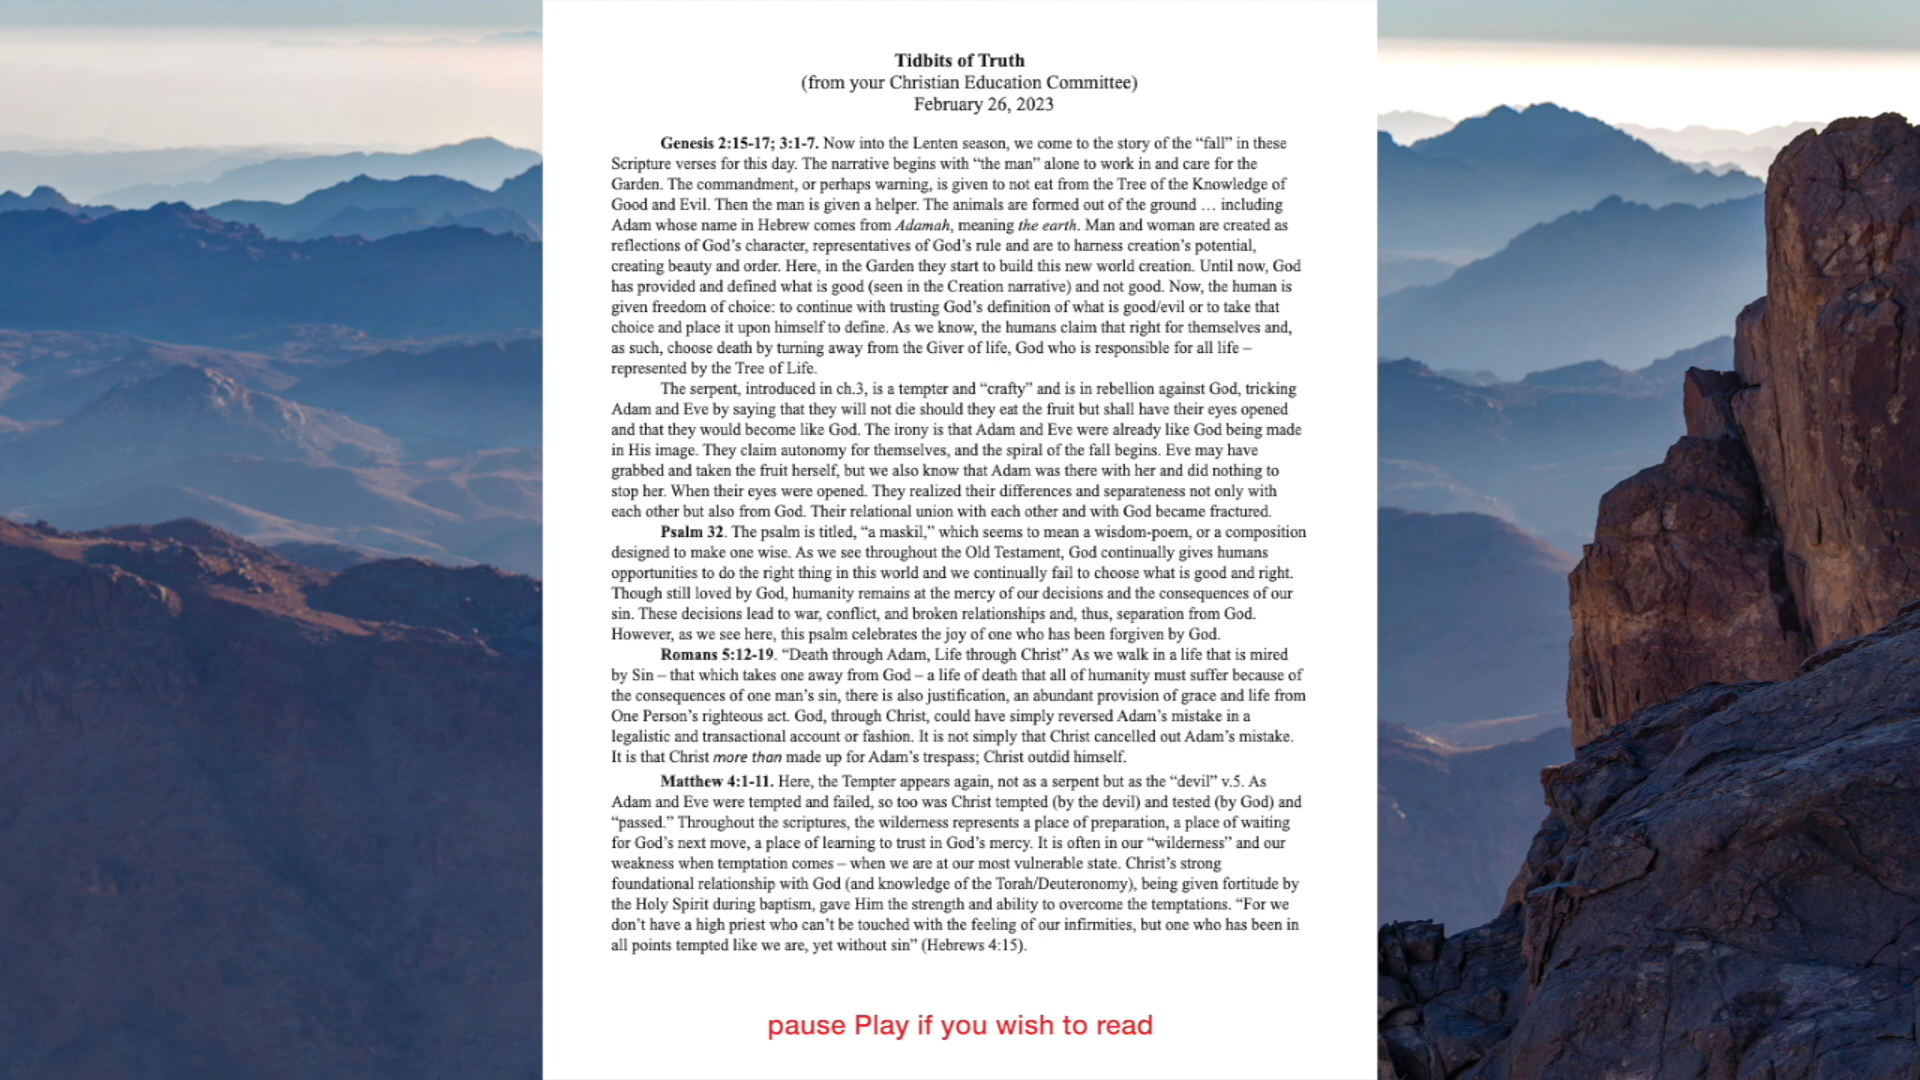 Tidbits of Truth
(from your Christian Education Committee)
February 26, 2023
Genesis 2:15-17; 3:1-7. Now into the Lenten season, we come to the story of the “fall” in these
Scripture verses for this day. The narrative begins with “the man” alone to work in and care for the
Garden. The commandment, or perhaps warning, is given to not eat from the Tree of the Knowledge of
Good and Evil. Then the man is given a helper. The animals are formed out of the ground … including
Adam whose name in Hebrew comes from Adamah, meaning the earth. Man and woman are created as
reflections of God’s character, representatives of God’s rule and are to harness creation’s potential,
creating beauty and order. Here, in the Garden they start to build this new world creation. Until now, God
has provided and defined what is good (seen in the Creation narrative) and not good. Now, the human is
given freedom of choice: to continue with trusting God’s definition of what is good/evil or to take that
choice and place it upon himself to define. As we know, the humans claim that right for themselves and,
as such, choose death by turning away from the Giver of life, God who is responsible for all life –
represented by the Tree of Life.
The serpent, introduced in ch.3, is a tempter and “crafty” and is in rebellion against God, tricking
Adam and Eve by saying that they will not die should they eat the fruit but shall have their eyes opened
and that they would become like God. The irony is that Adam and Eve were already like God being made
in His image. They claim autonomy for themselves, and the spiral of the fall begins. Eve may have
grabbed and taken the fruit herself, but we also know that Adam was there with her and did nothing to
stop her. When their eyes were opened. They realized their differences and separateness not only with
each other but also from God. Their relational union with each other and with God became fractured.
Psalm 32. The psalm is titled, “a maskil,” which seems to mean a wisdom-poem, or a composition
designed to make one wise. As we see throughout the Old Testament, God continually gives humans
opportunities to do the right thing in this world and we continually fail to choose what is good and right.
Though still loved by God, humanity remains at the mercy of our decisions and the consequences of our
sin. These decisions lead to war, conflict, and broken relationships and, thus, separation from God.
However, as we see here, this psalm celebrates the joy of one who has been forgiven by God.
Romans 5:12-19. “Death through Adam, Life through Christ” As we walk in a life that is mired
by Sin – that which takes one away from God – a life of death that all of humanity must suffer because of
the consequences of one man’s sin, there is also justification, an abundant provision of grace and life from
One Person’s righteous act. God, through Christ, could have simply reversed Adam’s mistake in a
legalistic and transactional account or fashion. It is not simply that Christ cancelled out Adam’s mistake.
It is that Christ more than made up for Adam’s trespass; Christ outdid himself.
Matthew 4:1-11. Here, the Tempter appears again, not as a serpent but as the “devil” v.5. As
Adam and Eve were tempted and failed, so too was Christ tempted (by the devil) and tested (by God) and
“passed.” Throughout the scriptures, the wilderness represents a place of preparation, a place of waiting
for God’s next move, a place of learning to trust in God’s mercy. It is often in our “wilderness” and our
weakness when temptation comes – when we are at our most vulnerable state. Christ’s strong
foundational relationship with God (and knowledge of the Torah/Deuteronomy), being given fortitude by
the Holy Spirit during baptism, gave Him the strength and ability to overcome the temptations. “For we
don’t have a high priest who can’t be touched with the feeling of our infirmities, but one who has been in
all points tempted like we are, yet without sin” (Hebrews 4:15).
pause Play if you wish to read